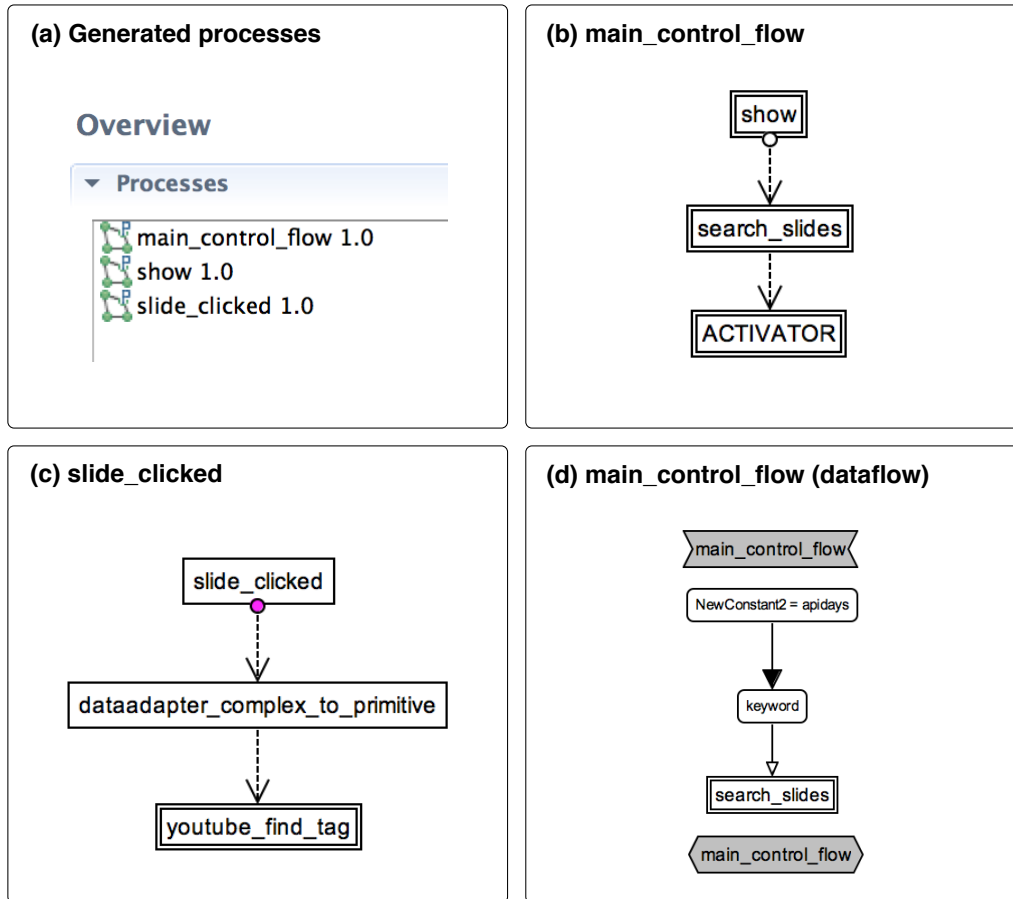 (a) Generated processes
Overview
Processes
main_control_flow 1.0
show 1.0
slide_clicked 1.0
(b) main_control_flow
show
search_slides
ACTIVATOR
(c) slide_clicked
slide_clicked
dataadapter_complex_to_primitive
youtube_find_tag
(d) main_control_flow (dataflow)
main_control_flow
NewConstant2 = apidays
keyword
search_slides
main_control_flow